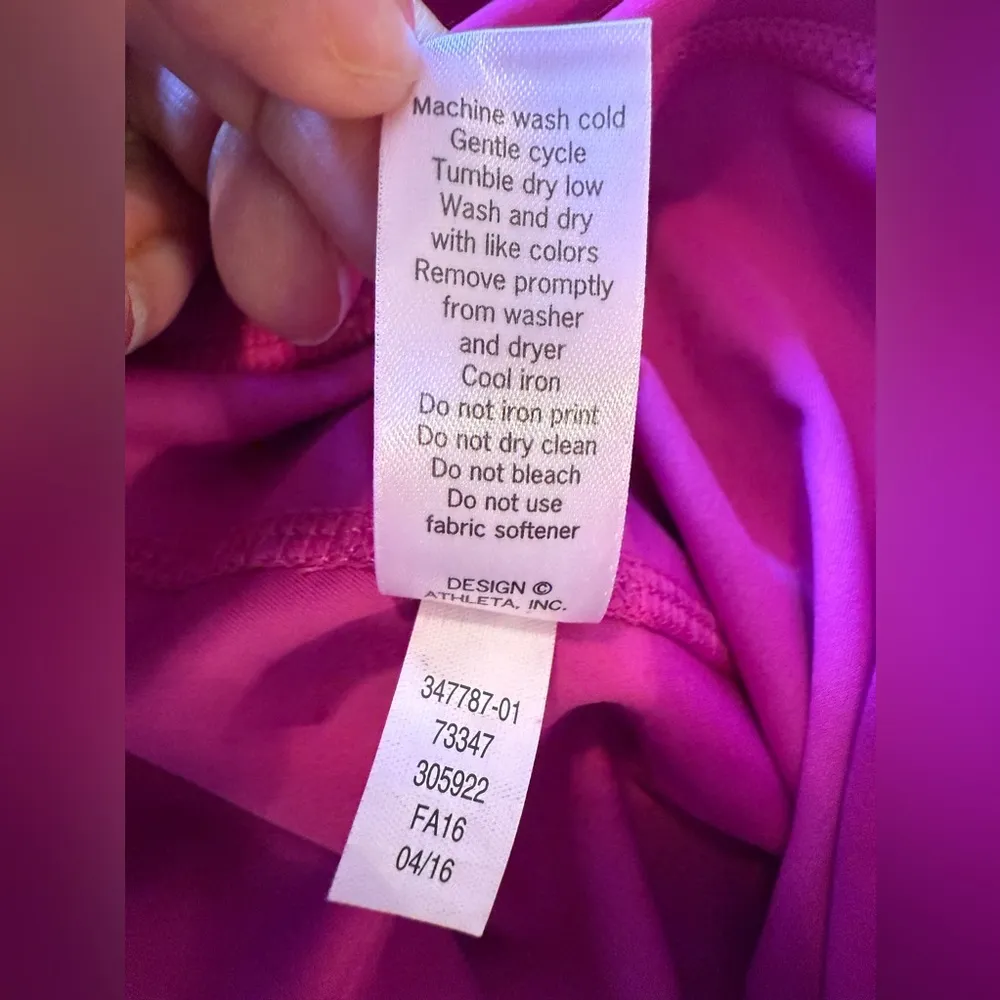 Machine wash cold
Gentle cycle
Tumble dry low
Wash and dry
with like colors
Remove promptly
from washer
and dryer
Cool iron
Do not iron print
Do not dry clean
Do not bleach
Do not use
fabric softener
DESIGN ©
ATHLETA, INC.
347787-01
73347
305922
FA16
04/16